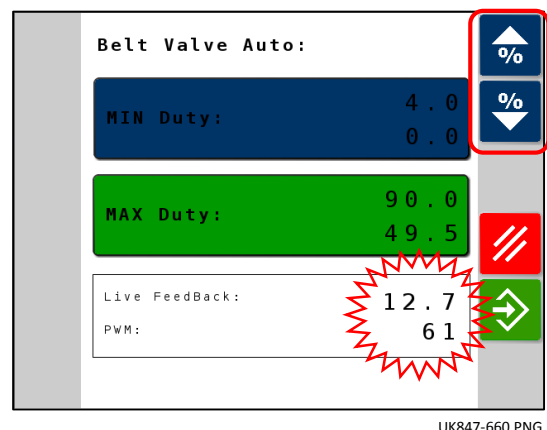 Belt Valve Auto:
%
%
MIN Duty:
4.0
0.0
MAX Duty:
90.0
49.5
Live FeedBack:
12.7
PWM:
61
UK847-660 PNG